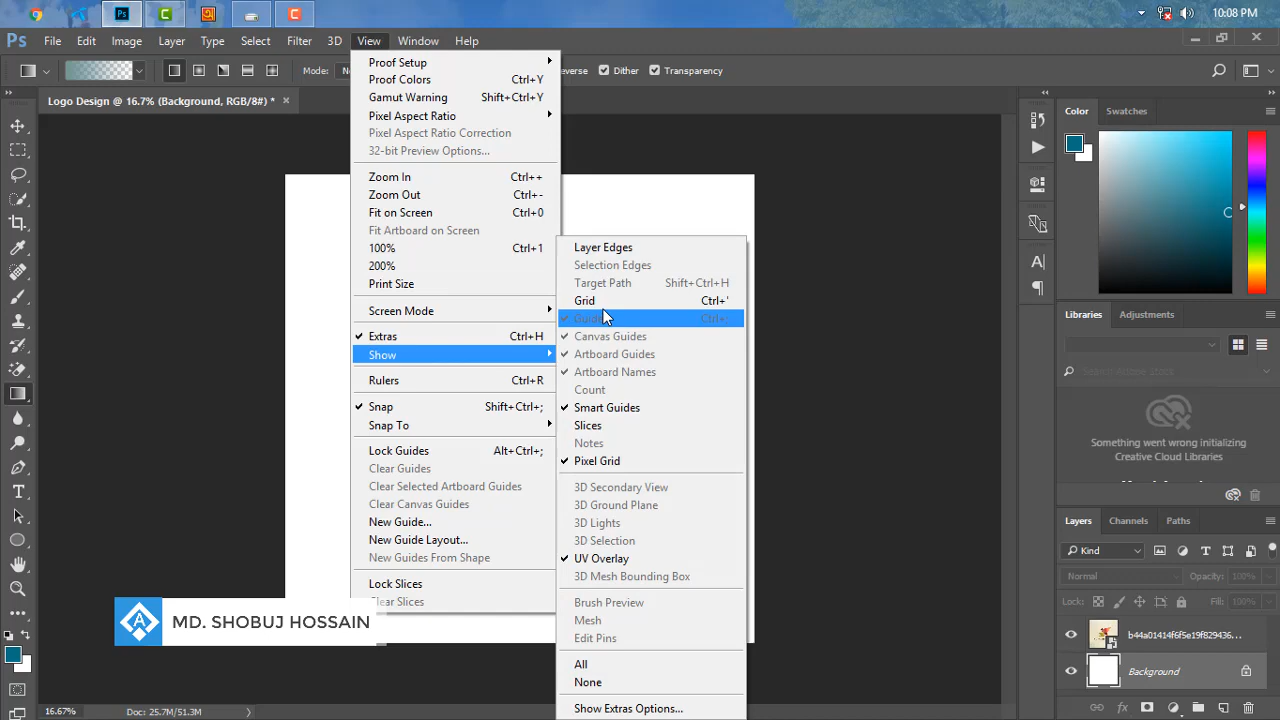 Ps
Ps
C
C
10:08 PM
Ps File Edit Image Layer Type Select Filter 3D View Window Help
Mode:
Dither Transparency
Logo Design @ 16.7% (Background, RGB/8#) * ×
Proof Setup
Proof Colors Ctrl+Y
Gamut Warning Shift+Ctrl+Y
Pixel Aspect Ratio
Pixel Aspect Ratio Correction
32-bit Preview Options...
Zoom In Ctrl++
Zoom Out Ctrl+-
Fit on Screen Ctrl+0
Fit Artboard on Screen
100% Ctrl+1
200%
Print Size
Screen Mode
Extras Ctrl+H
Show
Rulers Ctrl+R
Snap Shift+Ctrl+;
Snap To
Lock Guides Alt+Ctrl+;
Clear Guides
Clear Selected Artboard Guides
Clear Canvas Guides
New Guide...
New Guide Layout...
New Guides From Shape
Lock Slices
Clear Slices
Layer Edges
Selection Edges
Target Path Shift+Ctrl+H
Grid Ctrl+'
Canvas Guides
Artboard Guides
Artboard Names
Count
Smart Guides
Slices
Notes
Pixel Grid
3D Secondary View
3D Ground Plane
3D Lights
3D Selection
UV Overlay
3D Mesh Bounding Box
Brush Preview
Mesh
Edit Pins
All
None
Show Extras Options...
Color Swatches
Libraries Adjustments
Search Adobe Stock
Something went wrong initializing
Creative Cloud Libraries
Layers Channels Paths
Kind
Normal Opacity: 100%
Lock: Fill: 100%
b44a01414f6f5e19f829436...
Background
A MD. SHOBUJ HOSSAIN
16.67% Doc: 25.7M/51.3M